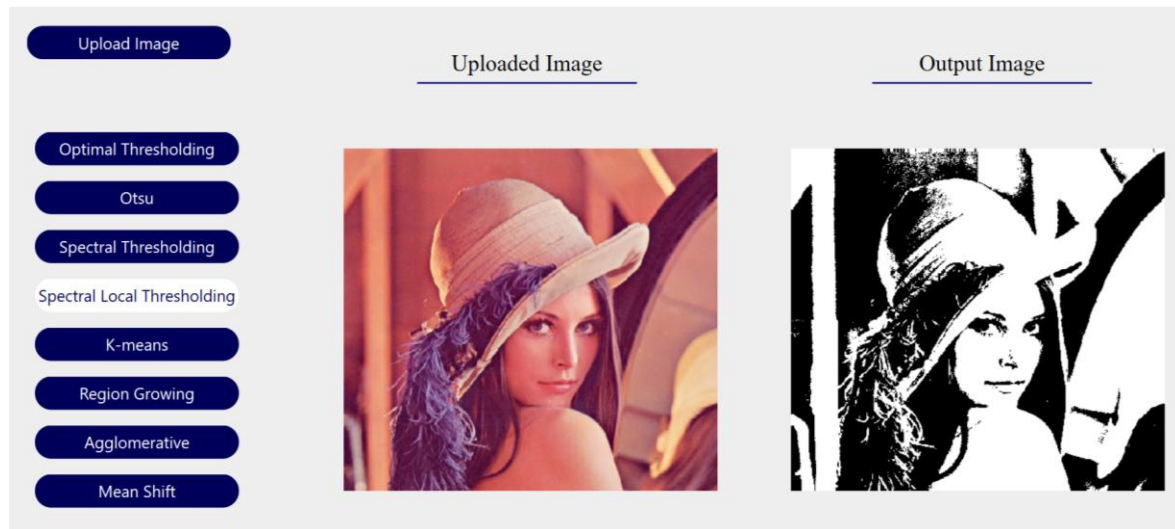 Upload Image
Uploaded Image
Output Image
Optimal Thresholding
Otsu
Spectral Thresholding
Spectral Local Thresholding
K-means
Region Growing
Agglomerative
Mean Shift